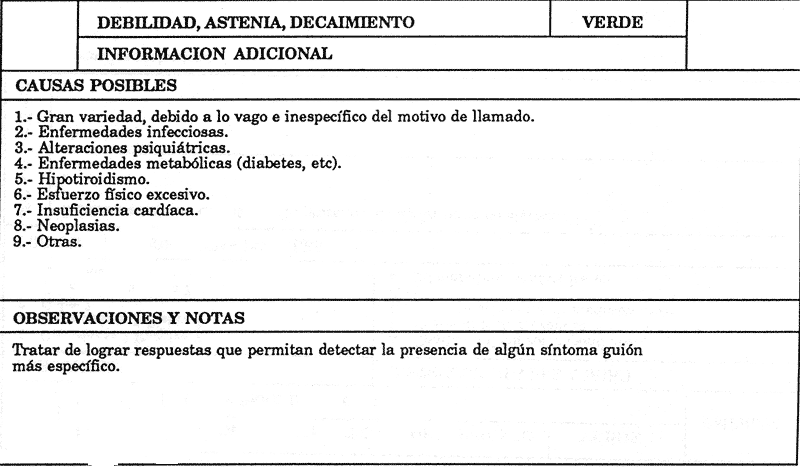 DEBILIDAD, ASTENIA, DECAIMIENTO
VERDE
INFORMACION ADICIONAL
CAUSAS POSIBLES
1.- Gran variedad, debido a lo vago e inespecífico del motivo de llamado.
2.- Enfermedades infecciosas.
3.- Alteraciones psiquiátricas.
4.- Enfermedades metabólicas (diabetes, etc).
5.- Hipotiroidismo.
6.- Esfuerzo físico excesivo.
7.- Insuficiencia cardíaca.
8.- Neoplasias.
9.- Otras.
OBSERVACIONES Y NOTAS
Tratar de lograr respuestas que permitan detectar la presencia de algún síntoma guión
más específico.